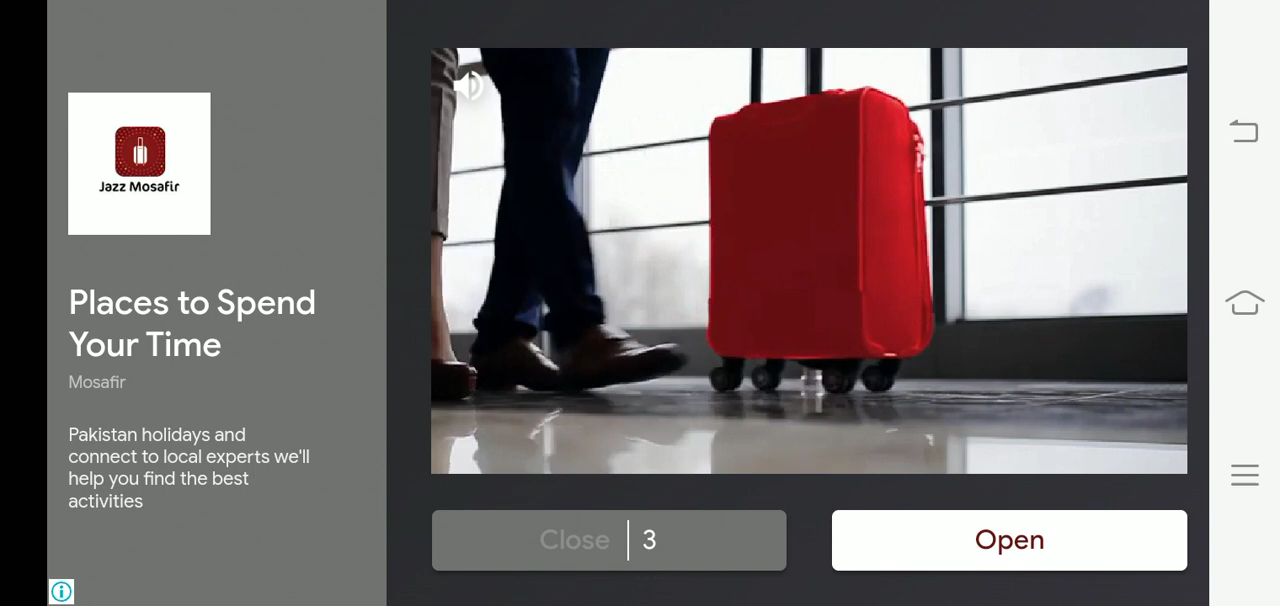 Jazz Mosafir
Places to Spend
Your Time
Mosafir
Pakistan holidays and
connect to local experts we'll
help you find the best
activities
Close 3
Open